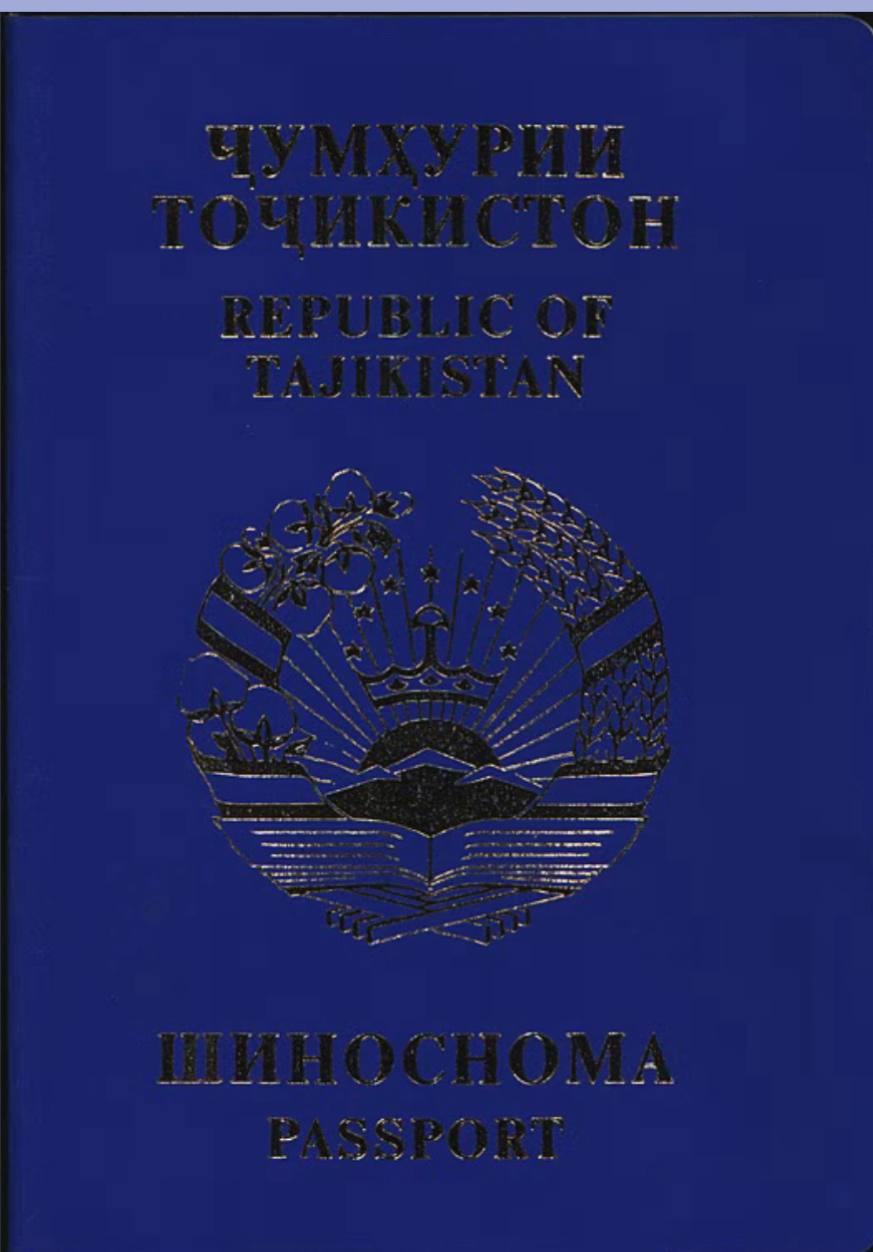 ҶУМҲУРИИ
ТОҶИКИСТОН
REPUBLIC OF
TAJIKISTAN
ШИНОСНОМА
PASSPORT